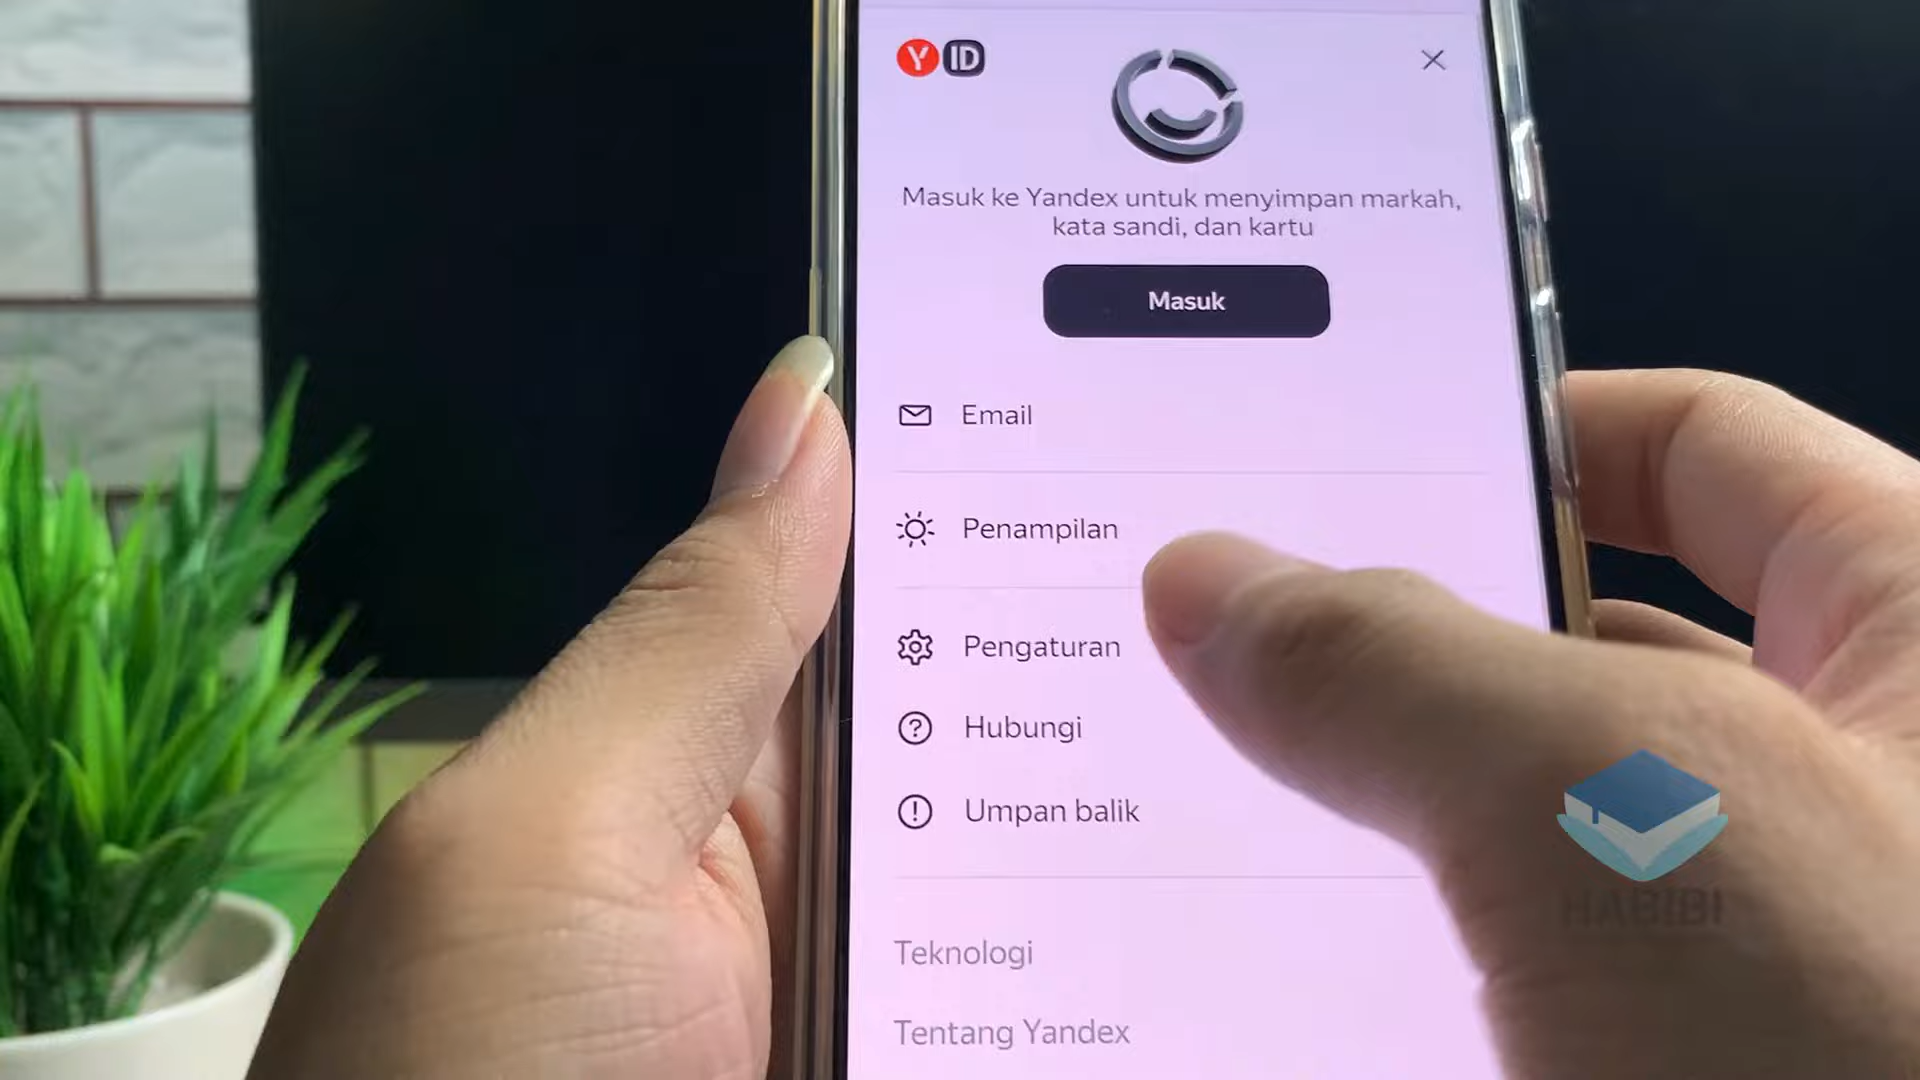 Y ID
Masuk ke Yandex untuk menyimpan markah,
kata sandi, dan kartu
Masuk
Email
Penampilan
Pengaturan
Hubungi
Umpan balik
HABIBI
Teknologi
Tentang Yandex